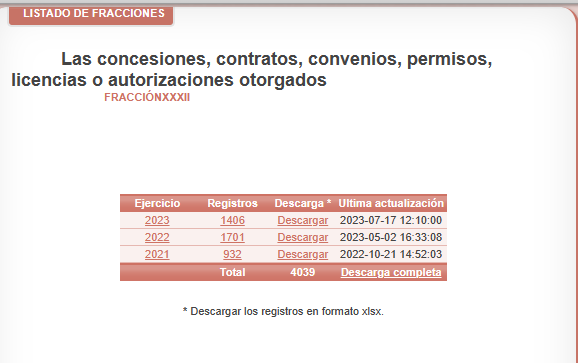 LISTADO DE FRACCIONES
Las concesiones, contratos, convenios, permisos,
licencias o autorizaciones otorgados
FRACCIÓNXXXII
Ejercicio Registros Descarga * Ultima actualización
2023 1406 Descargar 2023-07-17 12:10:00
2022 1701 Descargar 2023-05-02 16:33:08
2021 932 Descargar 2022-10-21 14:52:03
Total 4039 Descarga completa
* Descargar los registros en formato xlsx.